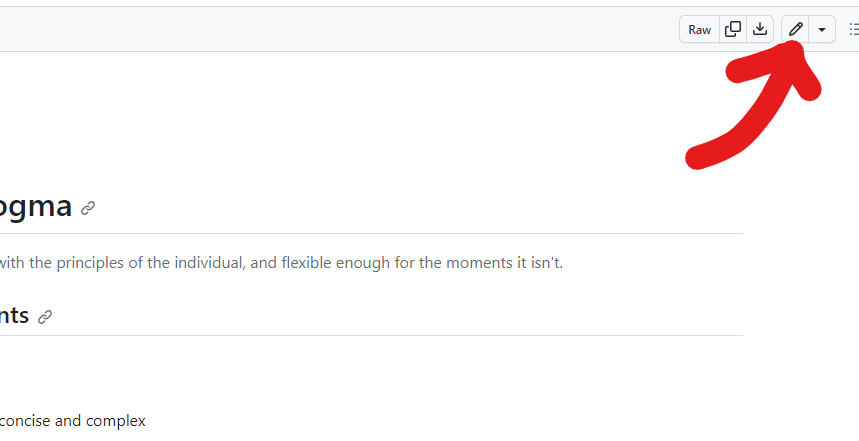 Raw
ogma
with the principles of the individual, and flexible enough for the moments it isn't.
nts
concise and complex